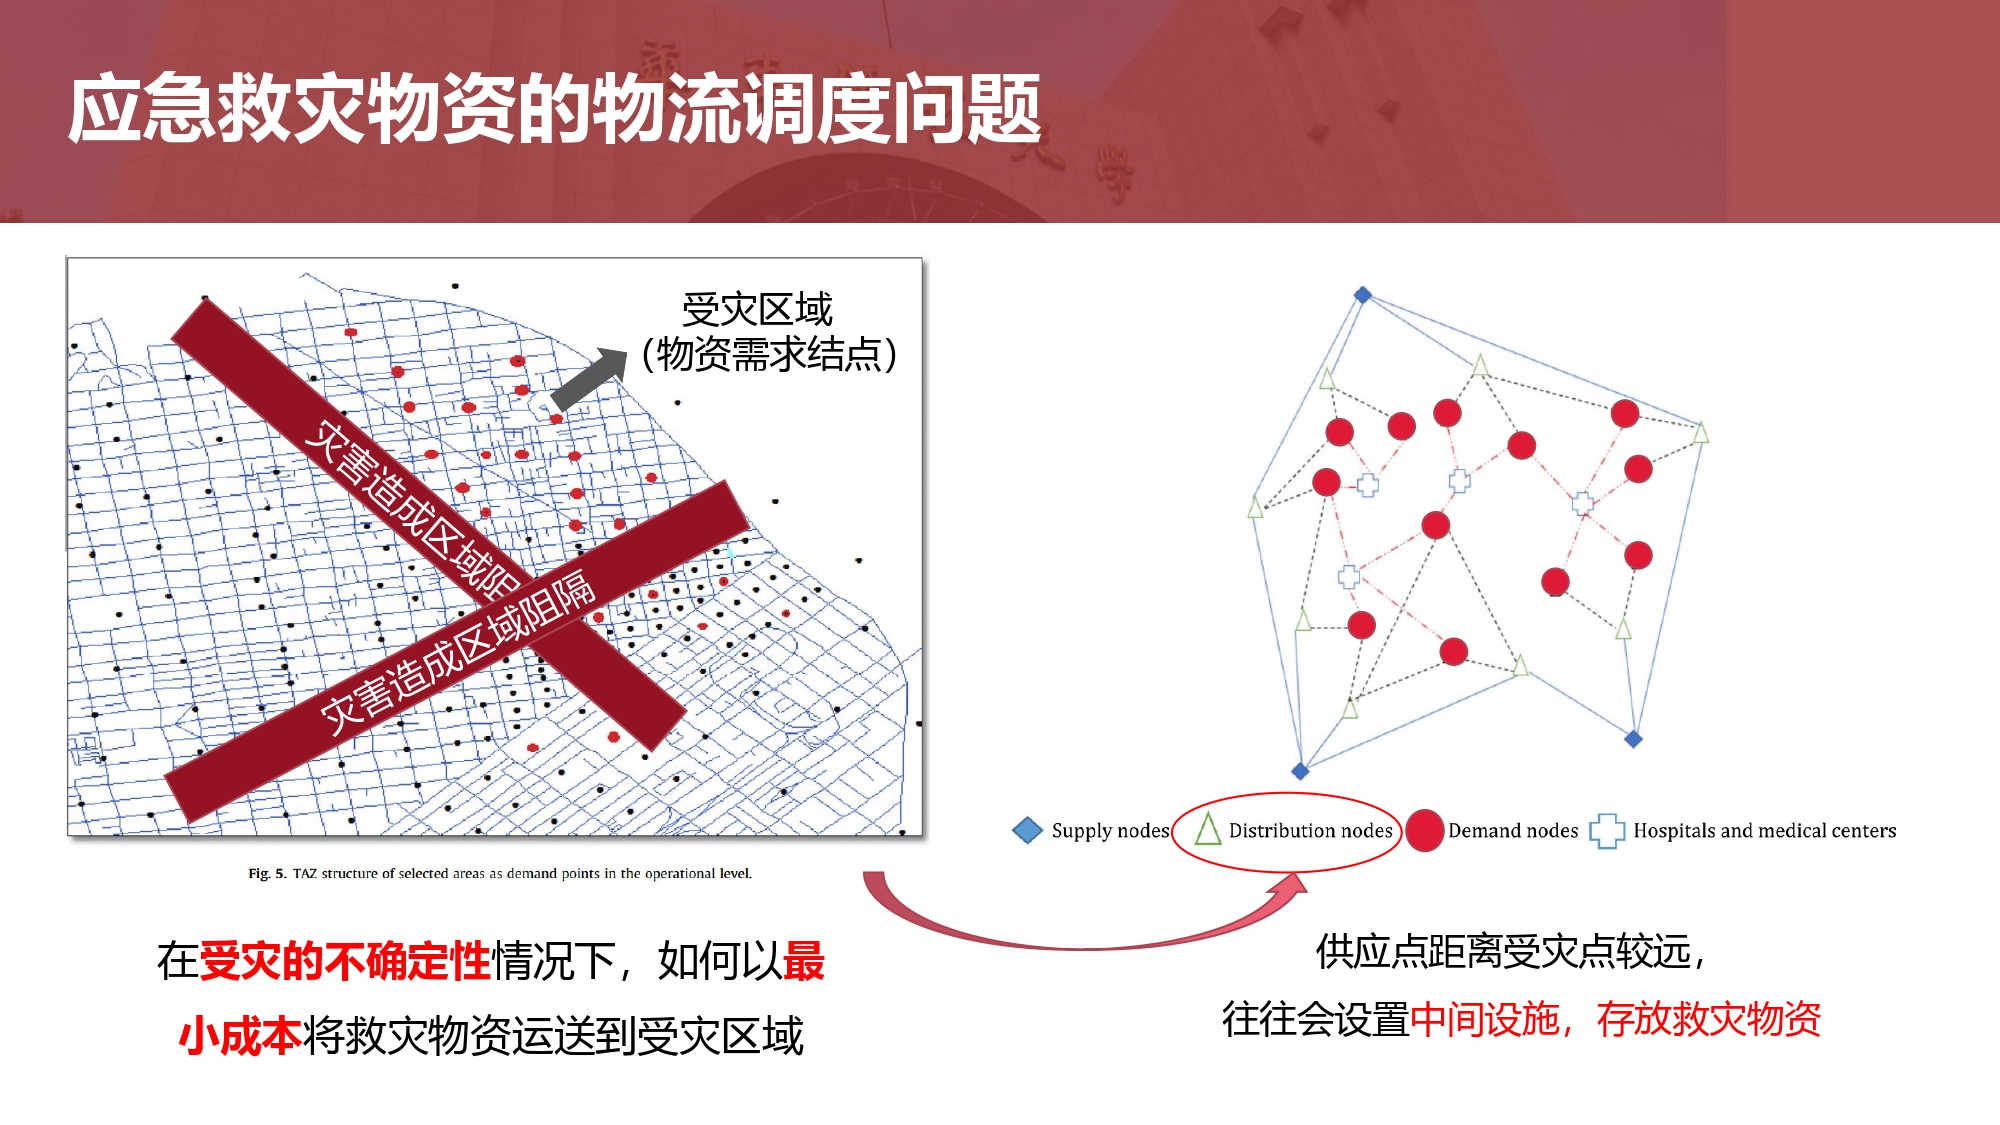 应急救灾物资的物流调度问题
大学
受灾区域
（物资需求结点）
灾害造成区域阻
灾害造成区域阻隔
Supply nodes
Distribution nodes
Demand nodes
Hospitals and medical centers
Fig. 5. TAZ structure of selected areas as demand points in the operational level.
在受灾的不确定性情况下，如何以最
小成本将救灾物资运送到受灾区域
供应点距离受灾点较远，
往往会设置中间设施，存放救灾物资